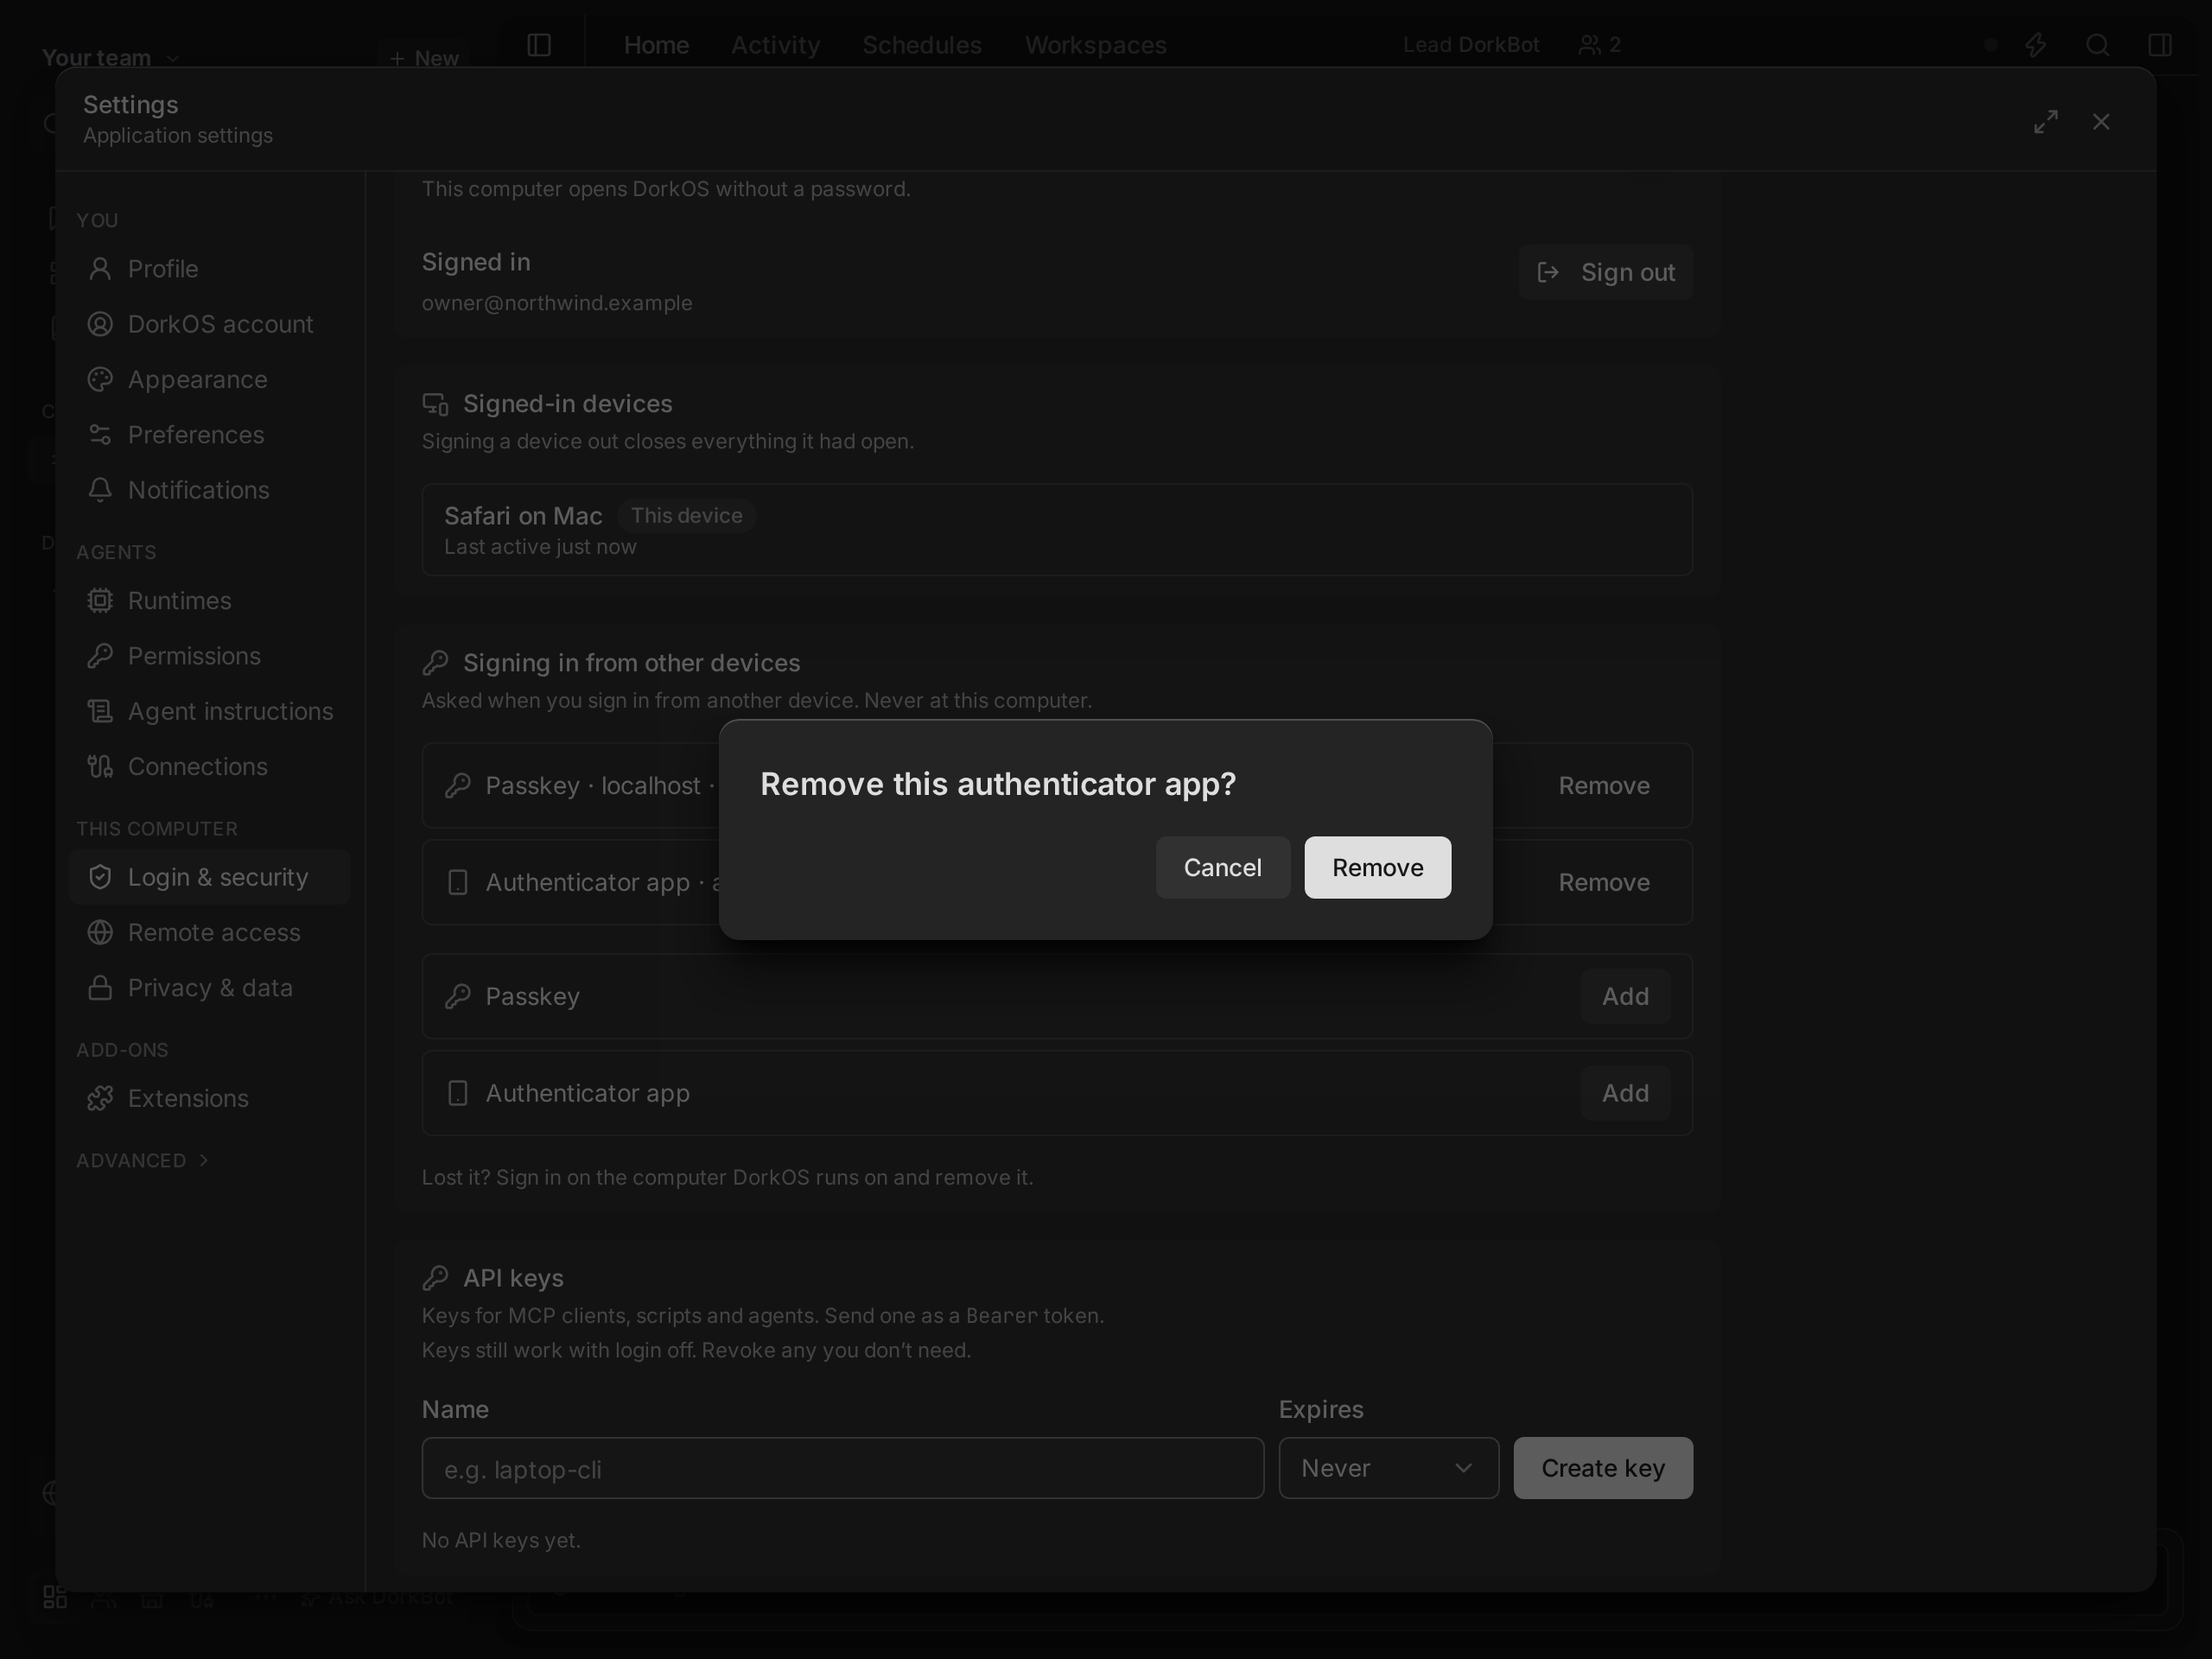 Your team
+ New
Home
Activity
Schedules
Workspaces
Lead DorkBot
2
Settings
Application settings
YOU
Profile
DorkOS account
Appearance
Preferences
Notifications
AGENTS
Runtimes
Permissions
Agent instructions
Connections
THIS COMPUTER
Login & security
Remote access
Privacy & data
ADD-ONS
Extensions
ADVANCED
This computer opens DorkOS without a password.
Signed in
owner@northwind.example
Sign out
Signed-in devices
Signing a device out closes everything it had open.
Safari on Mac
This device
Last active just now
Signing in from other devices
Asked when you sign in from another device. Never at this computer.
Passkey · localhost ·
Remove
Authenticator app ·
Remove
Remove this authenticator app?
Cancel
Remove
Passkey
Add
Authenticator app
Add
Lost it? Sign in on the computer DorkOS runs on and remove it.
API keys
Keys for MCP clients, scripts and agents. Send one as a Bearer token.
Keys still work with login off. Revoke any you don’t need.
Name
Expires
e.g. laptop-cli
Never
Create key
No API keys yet.
Ask DorkBot